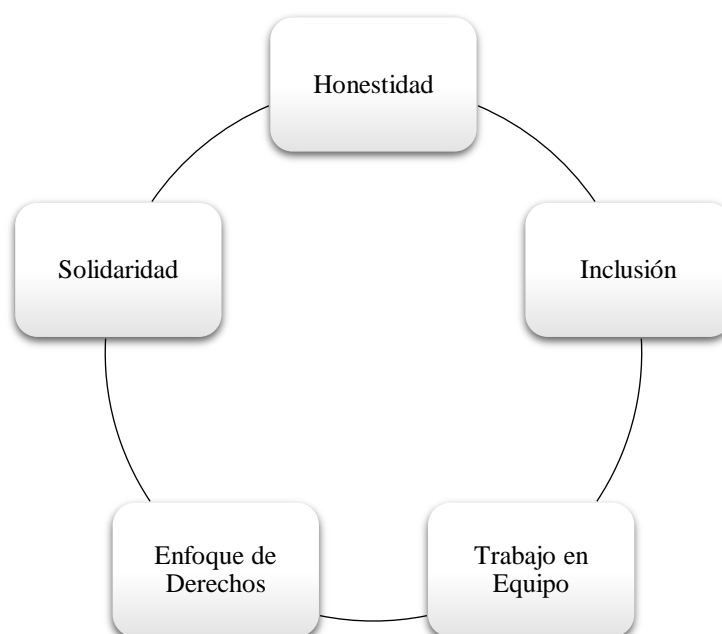 Honestidad
Inclusión
Trabajo en
Equipo
Enfoque de
Derechos
Solidaridad